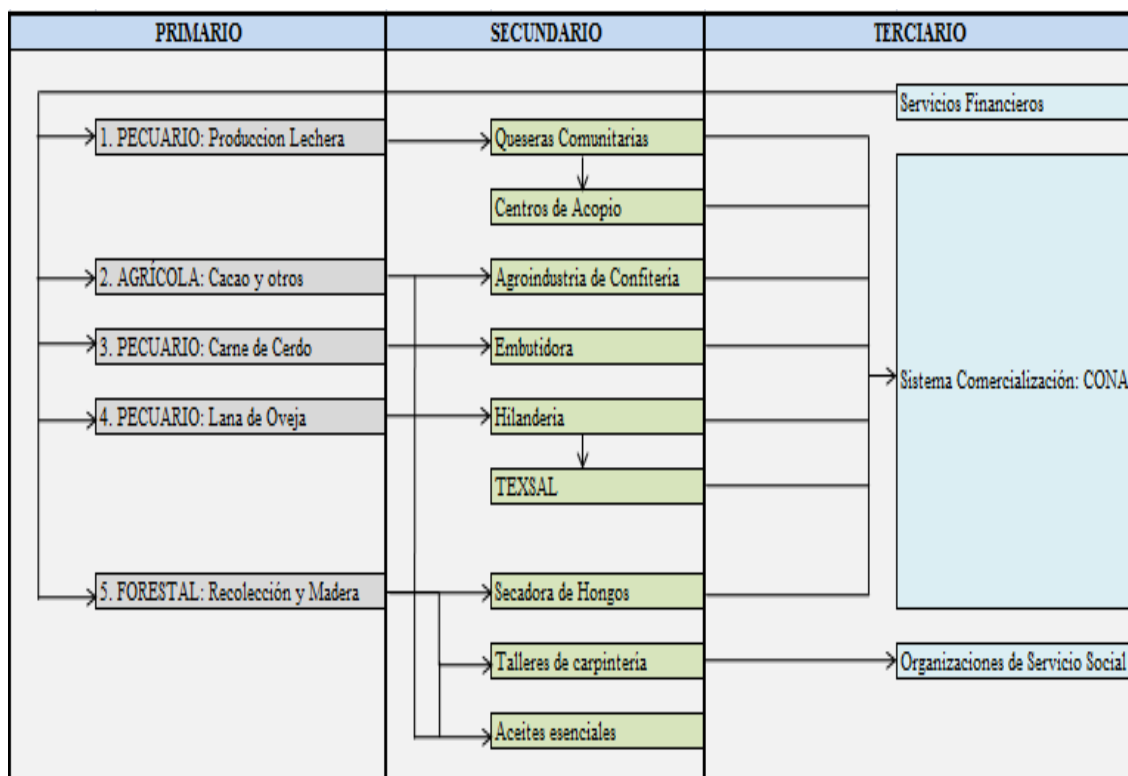 PRIMARIO
SECUNDARIO
TERCIARIO
Servicios Financieros
1. PECUARIO: Produccion Lechera
Queseras Comunitarias
Centros de Acopio
2. AGRÍCOLA: Cacao y otros
Agroindustria de Confiteria
3. PECUARIO: Carne de Cerdo
Embutidora
Sistema Comercialización: CONA
4. PECUARIO: Lana de Oveja
Hilanderia
TEXSAL
5. FORESTAL: Recolección y Madera
Secadora de Hongos
Talleres de carpintería
Organizaciones de Servicio Social
Aceites esenciales